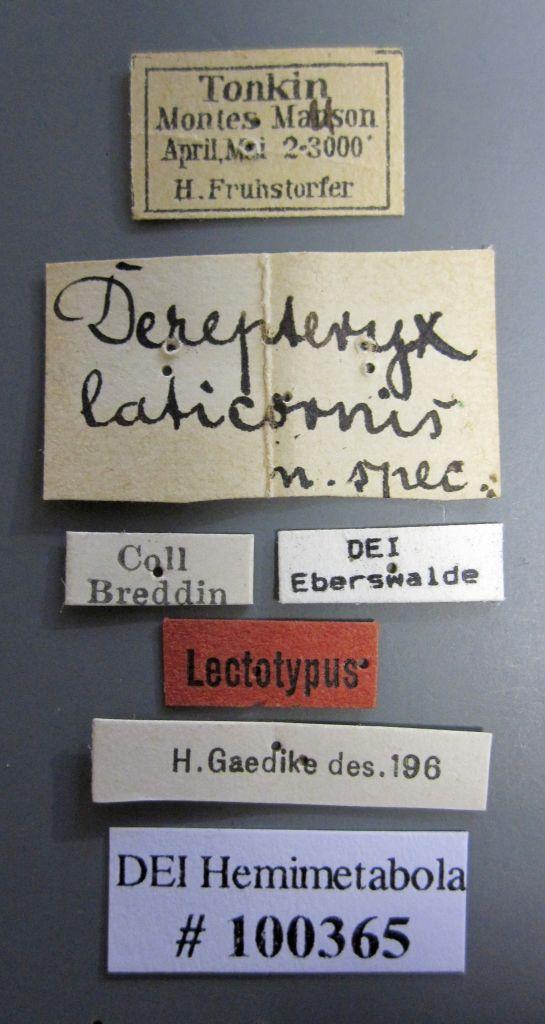 Tonkin
Montes Mauson
April, Mai 2-3000'
H. Fruhstorfer
Derepteryx
laticornis
n. spec.
Coll
Breddin
DEI
Eberswalde
Lectotypus
H. Gaedike des. 196
DEI Hemimetabola
# 100365